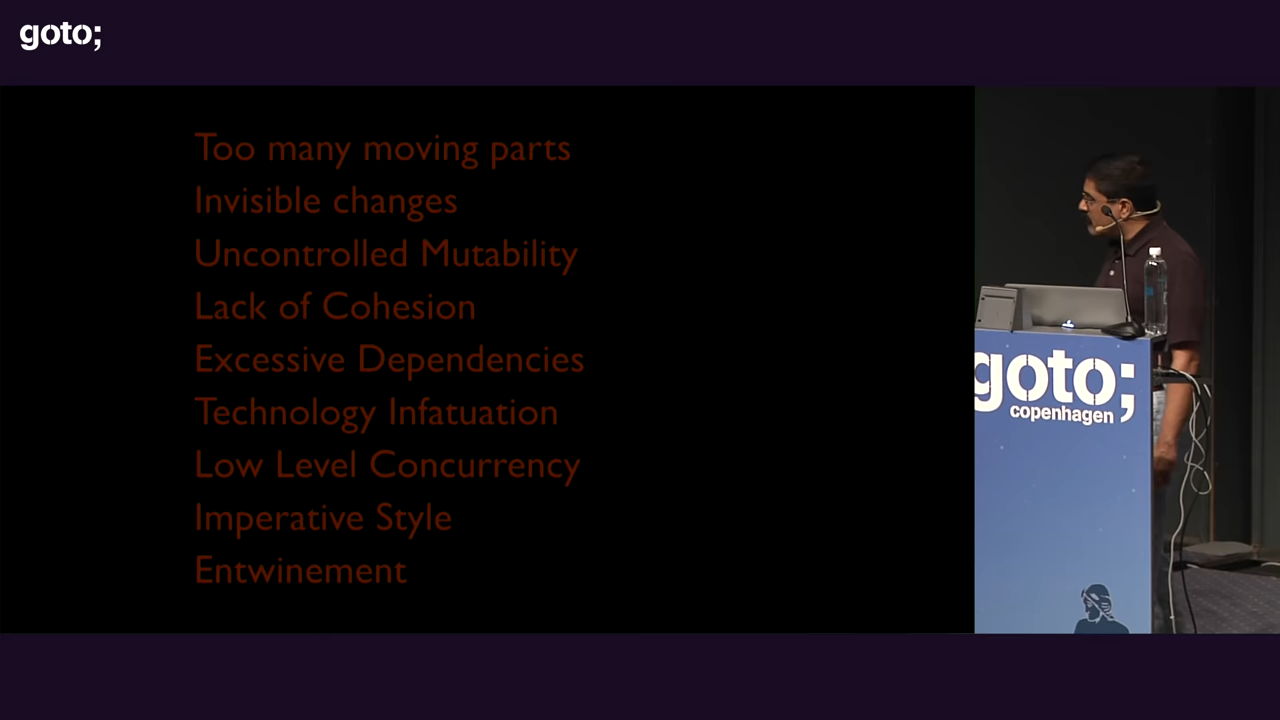 goto;
Too many moving parts
Invisible changes
Uncontrolled Mutability
Lack of Cohesion
Excessive Dependencies
Technology Infatuation
Low Level Concurrency
Imperative Style
Entwinement
goto;
copenhagen